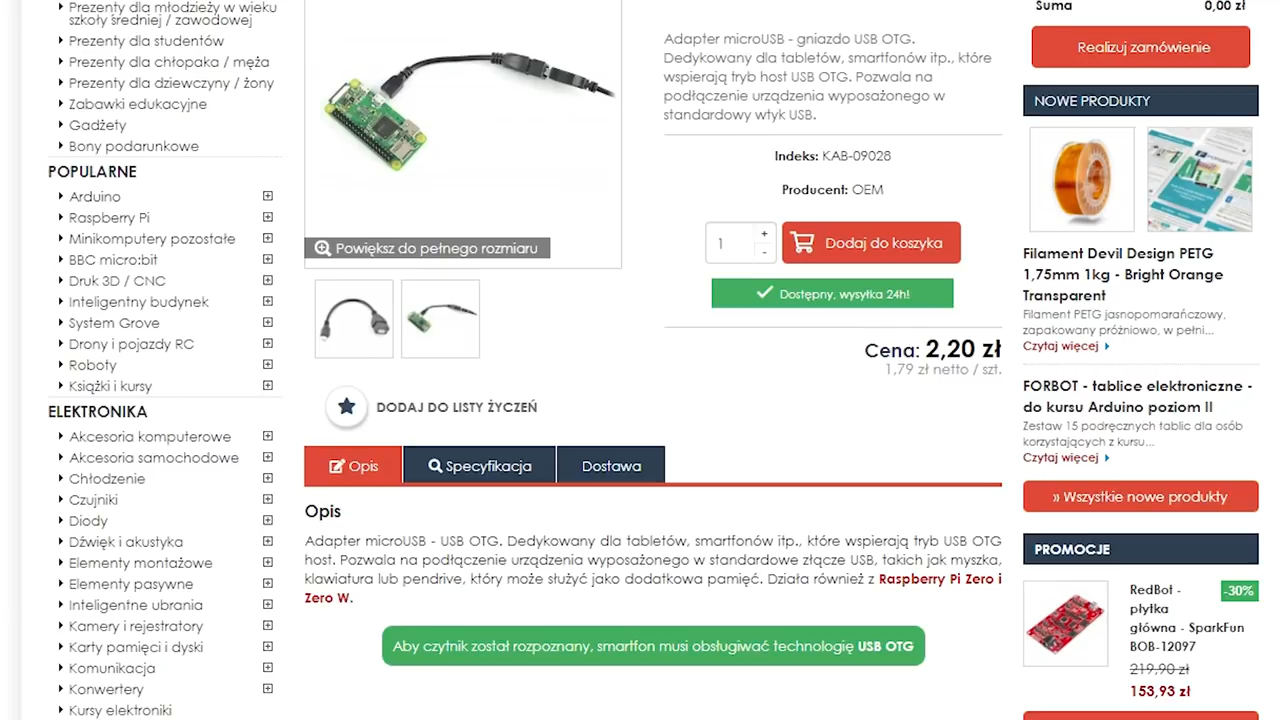 Prezenty dla młodzieży w wieku
szkoły średniej / zawodowej
Prezenty dla studentów
Prezenty dla chłopaka / męża
Prezenty dla dziewczyny / żony
Zabawki edukacyjne
Gadżety
Bony podarunkowe
POPULARNE
Arduino
Raspberry Pi
Minikomputery pozostałe
BBC micro:bit
Druk 3D / CNC
Inteligentny budynek
System Grove
Drony i pojazdy RC
Roboty
Książki i kursy
ELEKTRONIKA
Akcesoria komputerowe
Akcesoria samochodowe
Chłodzenie
Czujniki
Diody
Dźwięk i akustyka
Elementy montażowe
Elementy pasywne
Inteligentne ubrania
Kamery i rejestratory
Karty pamięci i dyski
Komunikacja
Konwertery
Kursy elektroniki
Powiększ do pełnego rozmiaru
DODAJ DO LISTY ŻYCZEŃ
Adapter microUSB - gniazdo USB OTG.
Dedykowany dla tabletów, smartfonów itp., które
wspierają tryb host USB OTG. Pozwala na
podłączenie urządzenia wyposażonego w
standardowy wtyk USB.
Indeks: KAB-09028
Producent: OEM
1 + -
Dodaj do koszyka
Dostępny, wysyłka 24h!
Cena: 2,20 zł
1,79 zł netto / szt.
Opis Specyfikacja Dostawa
Opis
Adapter microUSB - USB OTG. Dedykowany dla tabletów, smartfonów itp., które wspierają tryb USB OTG
host. Pozwala na podłączenie urządzenia wyposażonego w standardowe złącze USB, takich jak myszka,
klawiatura lub pendrive, który może służyć jako dodatkowa pamięć. Działa również z Raspberry Pi Zero i
Zero W.
Aby czytnik został rozpoznany, smartfon musi obsługiwać technologię USB OTG
Suma 0,00 zł
Realizuj zamówienie
NOWE PRODUKTY
Filament Devil Design PETG
1,75mm 1kg - Bright Orange
Transparent
Filament PETG jasnopomarańczowy,
zapakowany próżniowo, w pełni...
Czytaj więcej
FORBOT - tablice elektroniczne -
do kursu Arduino poziom II
Zestaw 15 podręcznych tablic dla osób
korzystających z kursu...
Czytaj więcej
» Wszystkie nowe produkty
PROMOCJE
RedBot - -30%
płytka
główna - SparkFun
BOB-12097
219,90 zł
153,93 zł